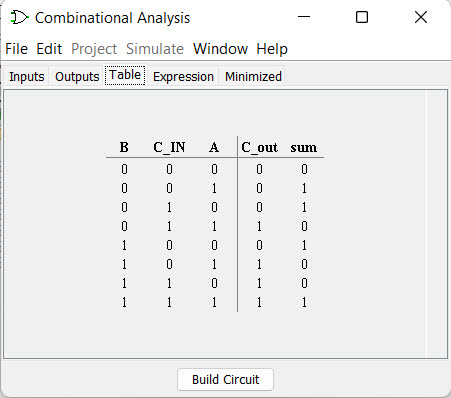 Combinational Analysis
File Edit Project Simulate Window Help
Inputs Outputs Table Expression Minimized
B C_IN A C_out sum
0 0 0 0 0
0 0 1 0 1
0 1 0 0 1
0 1 1 1 0
1 0 0 0 1
1 0 1 1 0
1 1 0 1 0
1 1 1 1 1
Build Circuit